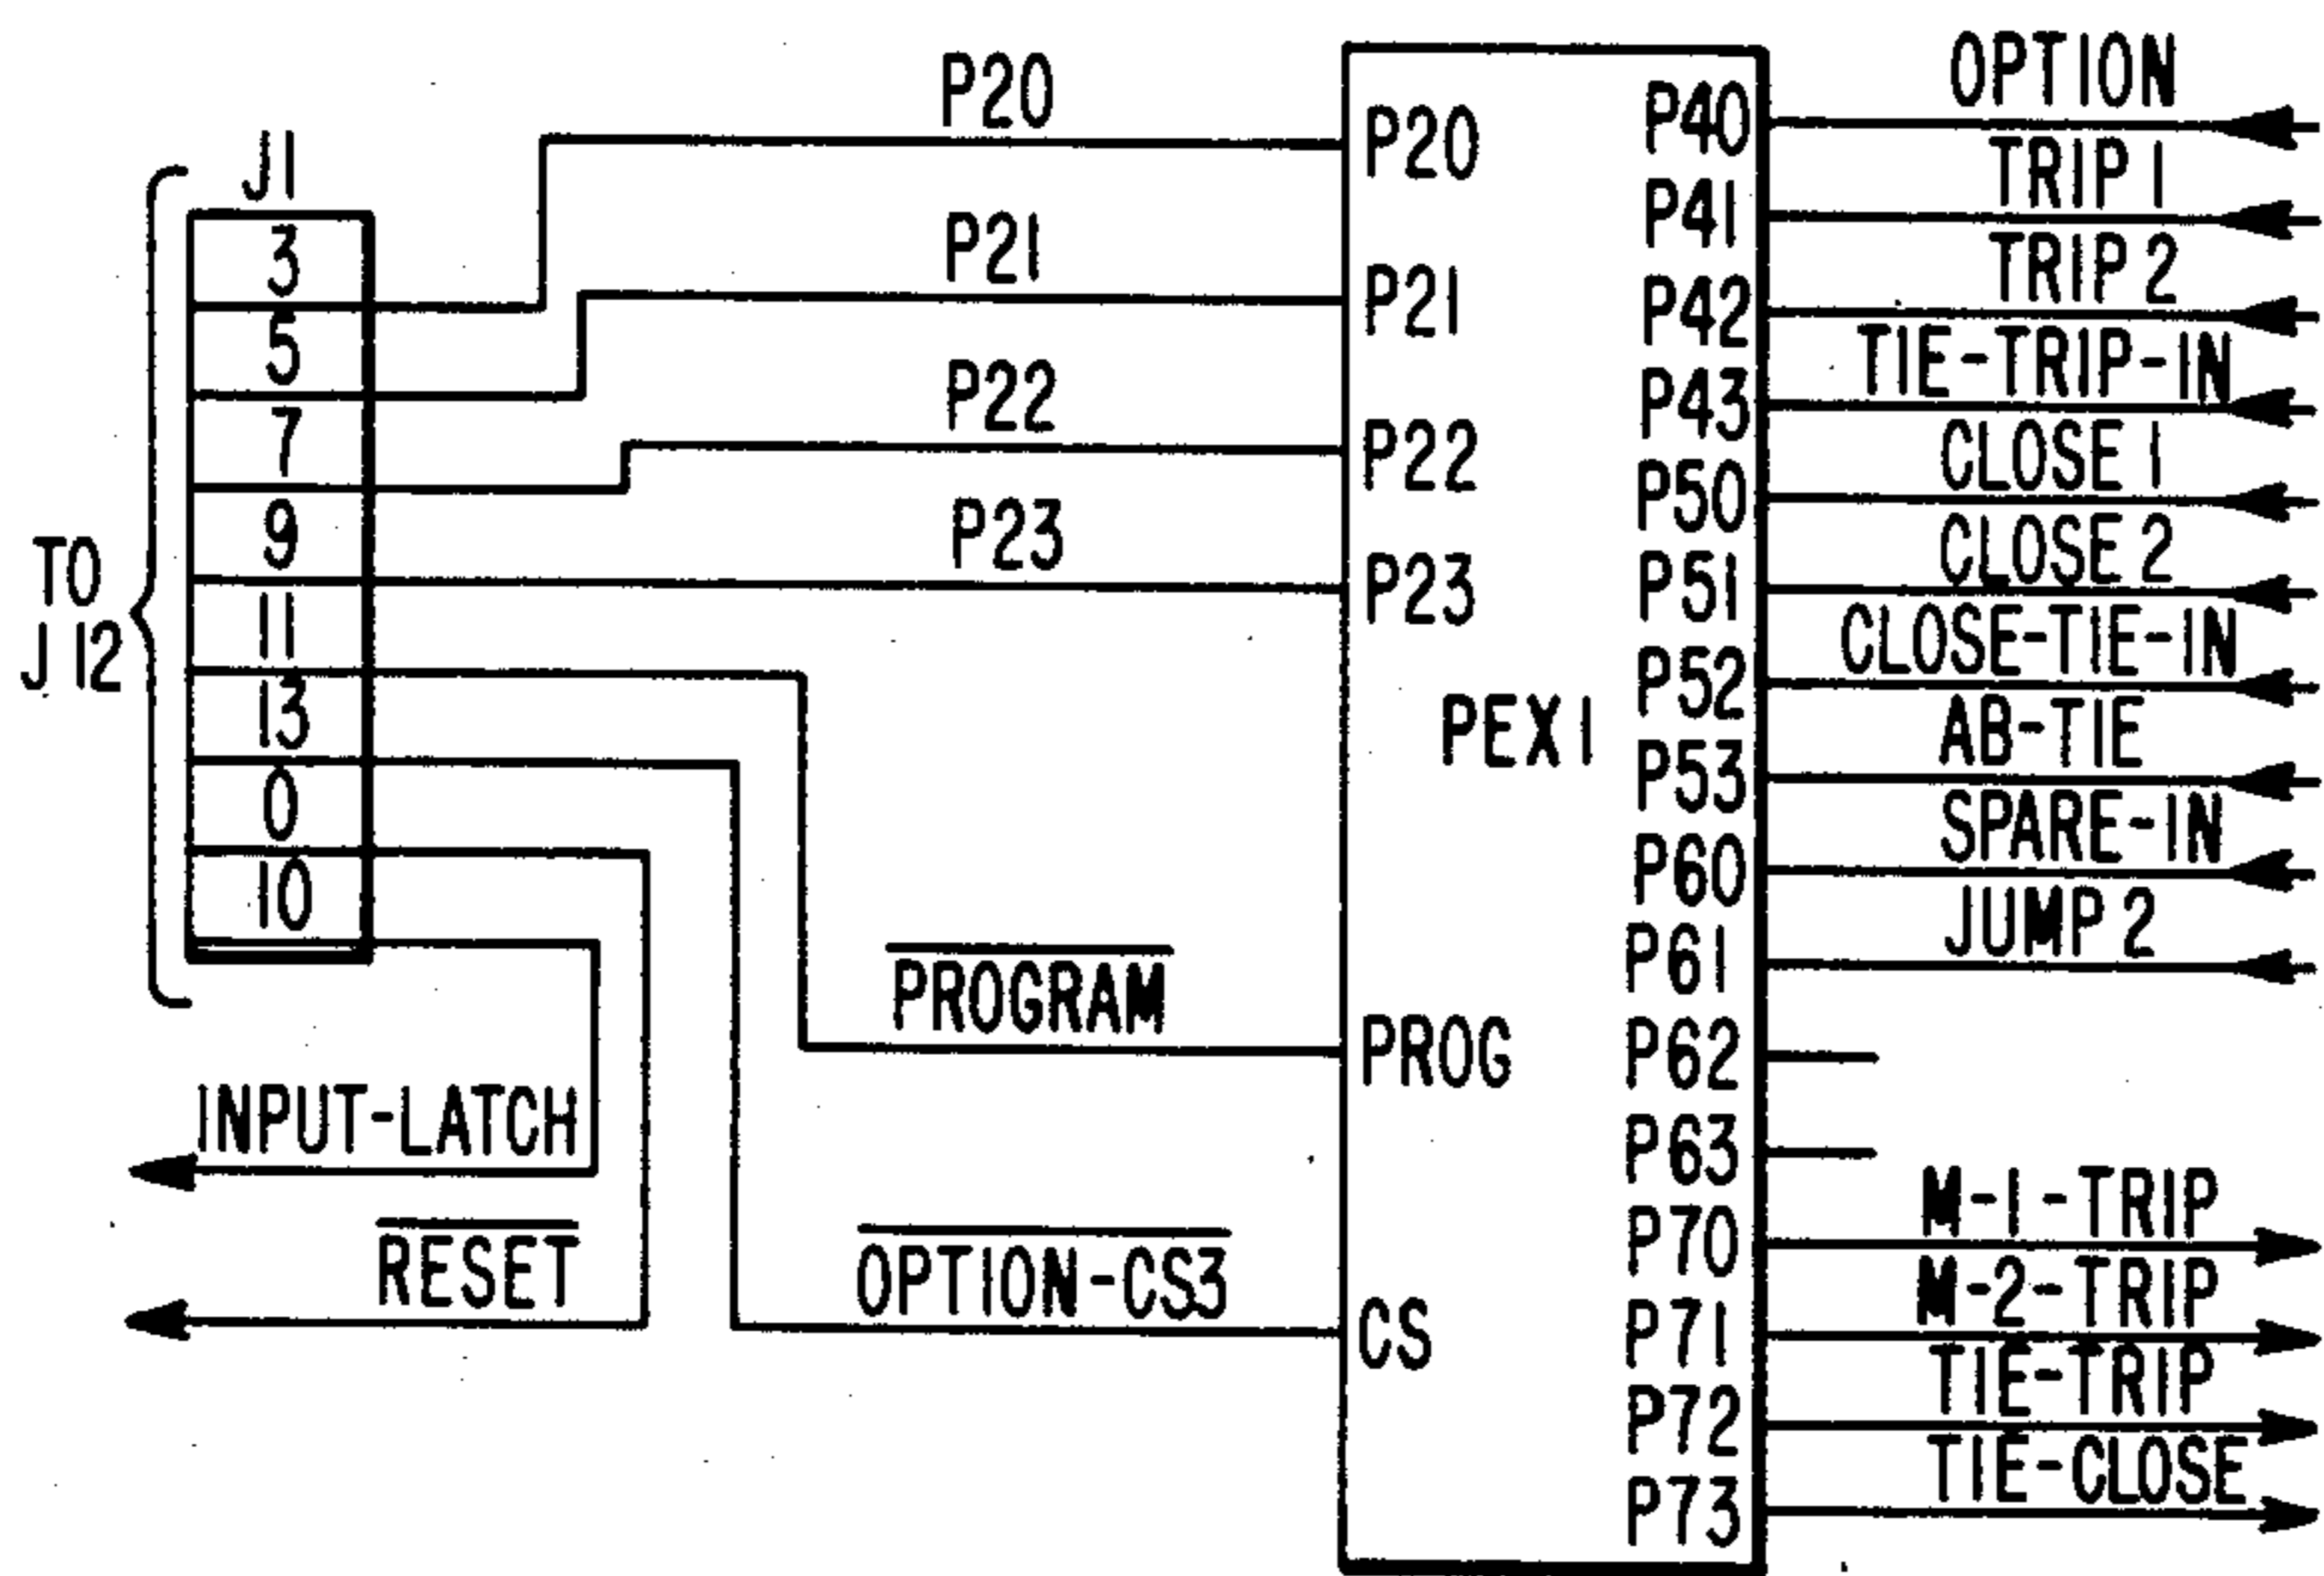 J1
3
5
7
9
11
13
0
10
TO
J12
P20
P21
P22
P23
PROGRAM
OPTION-CS3
INPUT-LATCH
RESET
P20
P21
P22
P23
PEX1
PROG
CS
P40
P41
P42
P43
P50
P51
P52
P53
P60
P61
P62
P63
P70
P71
P72
P73
OPTION
TRIP 1
TRIP 2
TIE-TRIP-IN
CLOSE 1
CLOSE 2
CLOSE-TIE-IN
AB-TIE
SPARE-IN
JUMP 2
M-1-TRIP
M-2-TRIP
TIE-TRIP
TIE-CLOSE